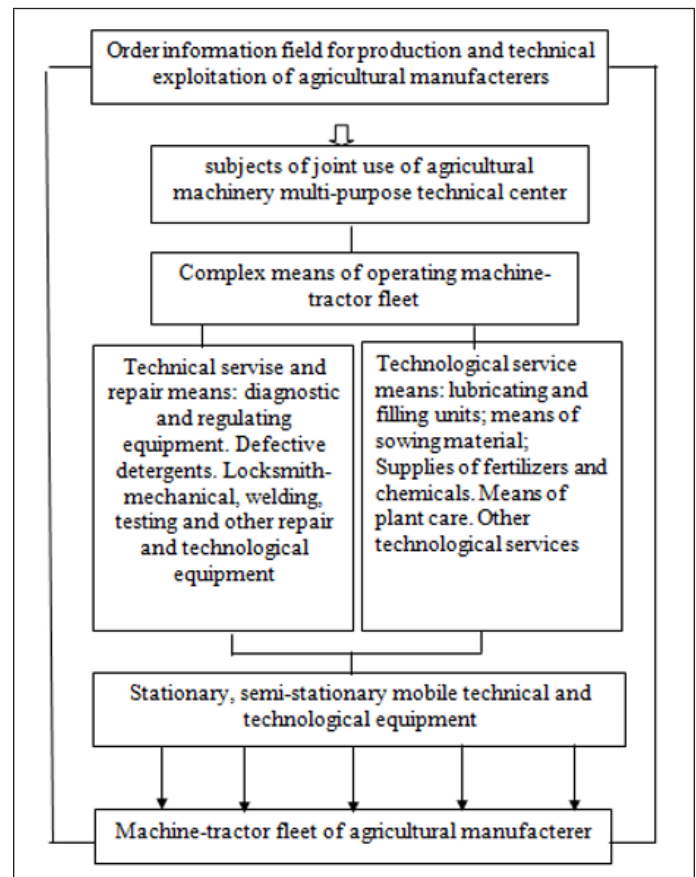 Order information field for production and technical
exploitation of agricultural manufacterers
subjects of joint use of agricultural
machinery multi-purpose technical center
Complex means of operating machine-
tractor fleet
Technical servise and
repair means: diagnostic
and regulating
equipment. Defective
detergents. Locksmith-
mechanical, welding,
testing and other repair
and technological
equipment
Technological service
means: lubricating and
filling units; means of
sowing material;
Supplies of fertilizers and
chemicals. Means of
plant care. Other
technological services
Stationary, semi-stationary mobile technical and
technological equipment
Machine-tractor fleet of agricultural manufacterer